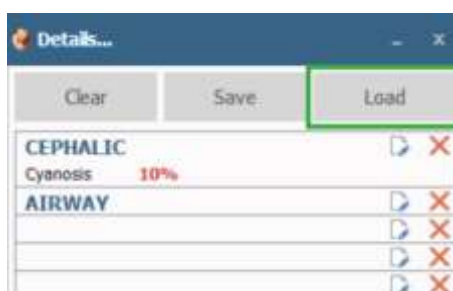 Details...
Clear Save Load
CEPHALIC
Cyanosis 10%
AIRWAY